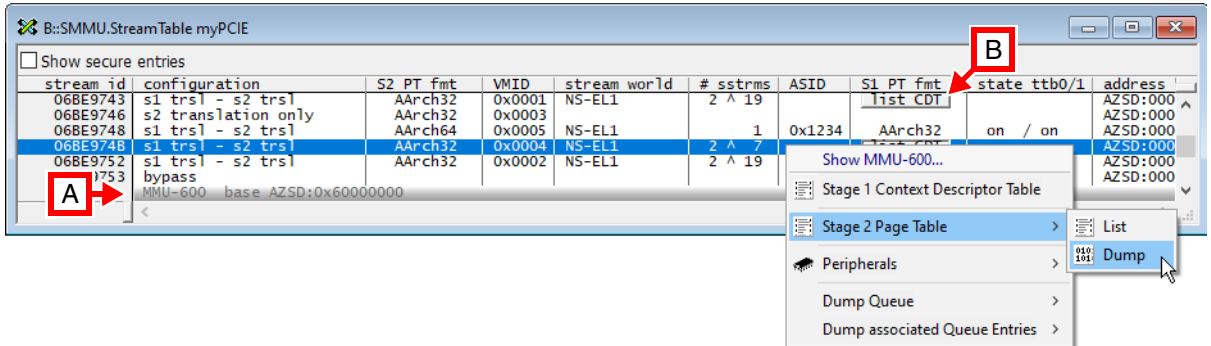 B::SMMU.StreamTable myPCIE
B
Show secure entries
stream id configuration S2 PT fmt VMID stream world # sstrms ASID S1 PT fmt state ttb0/1 address
06BE9743 s1 trsl - s2 trsl AArch32 0x0001 NS-EL1 2 ^ 19 list CDT AZSD:000
06BE9746 s2 translation only AArch32 0x0003 AZSD:000
06BE9748 s1 trsl - s2 trsl AArch64 0x0005 NS-EL1 1 0x1234 AArch32 on / on AZSD:000
06BE974B s1 trsl - s2 trsl AArch32 0x0004 NS-EL1 2 ^ 7 list CDT AZSD:000
06BE9752 s1 trsl - s2 trsl AArch32 0x0002 NS-EL1 2 ^ 19 AZSD:000
9753 bypass AZSD:000
A MMU-600 base AZSD:0x60000000
Show MMU-600...
Stage 1 Context Descriptor Table
Stage 2 Page Table
List
Dump
Peripherals
Dump Queue
Dump associated Queue Entries